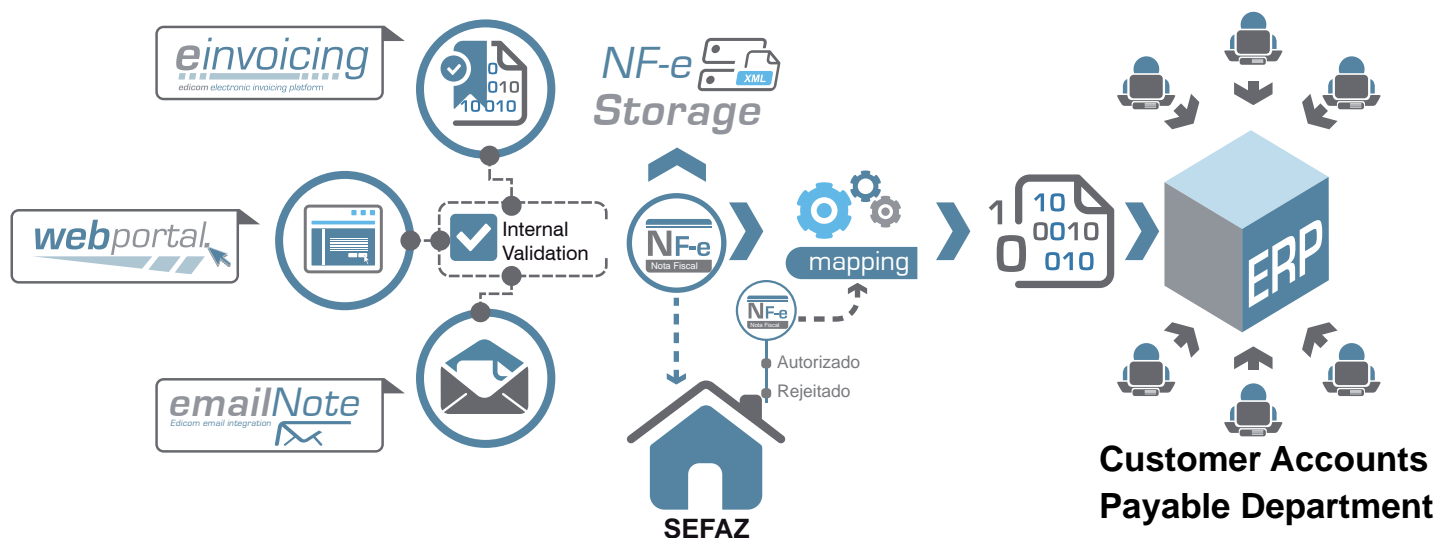 einvoicing
edicom electronic invoicing platform
0
010
10 010
NF-e
XML
Storage
webportal
Internal
Validation
NF-e
Nota Fiscal
mapping
NF-e
Nota Fiscal
Autorizado
Rejeitado
1
0
10
0010
010
ERP
emailNote
Edicom email integration
SEFAZ
Customer Accounts
Payable Department